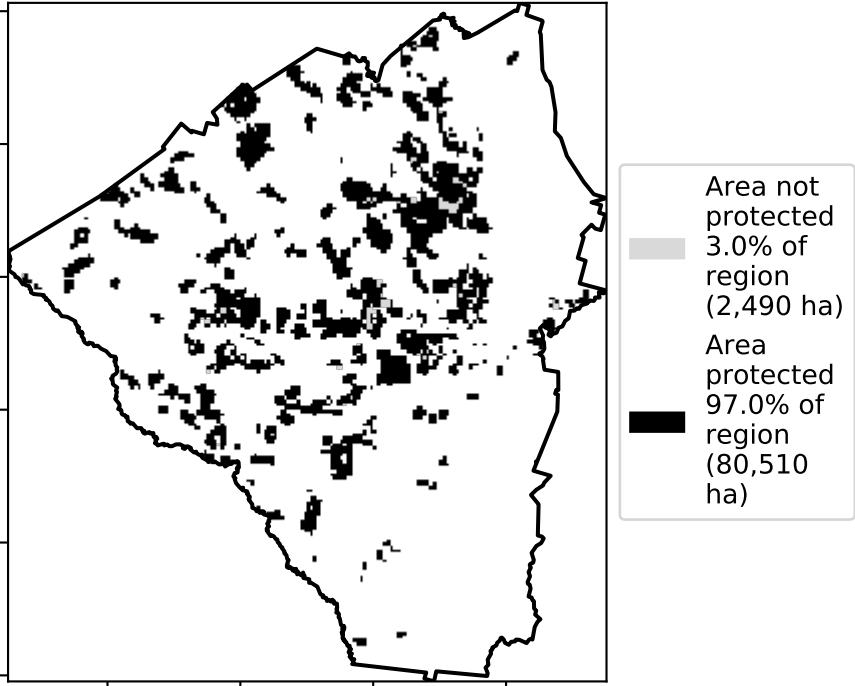 Area not
protected
3.0% of
region
(2,490 ha)
Area
protected
97.0% of
region
(80,510
ha)